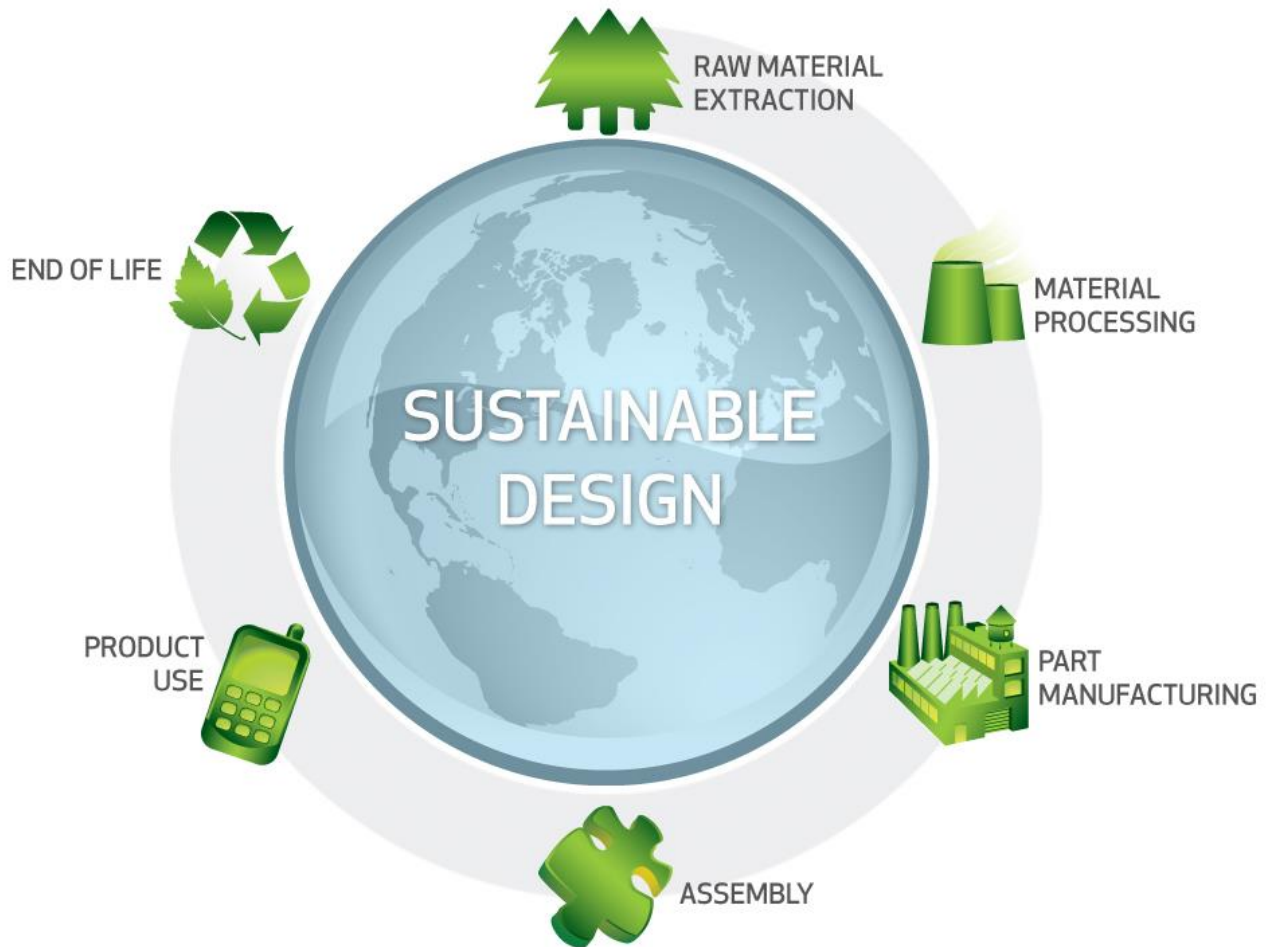 RAW MATERIAL
EXTRACTION
MATERIAL
PROCESSING
PART
MANUFACTURING
ASSEMBLY
PRODUCT
USE
END OF LIFE
SUSTAINABLE
DESIGN